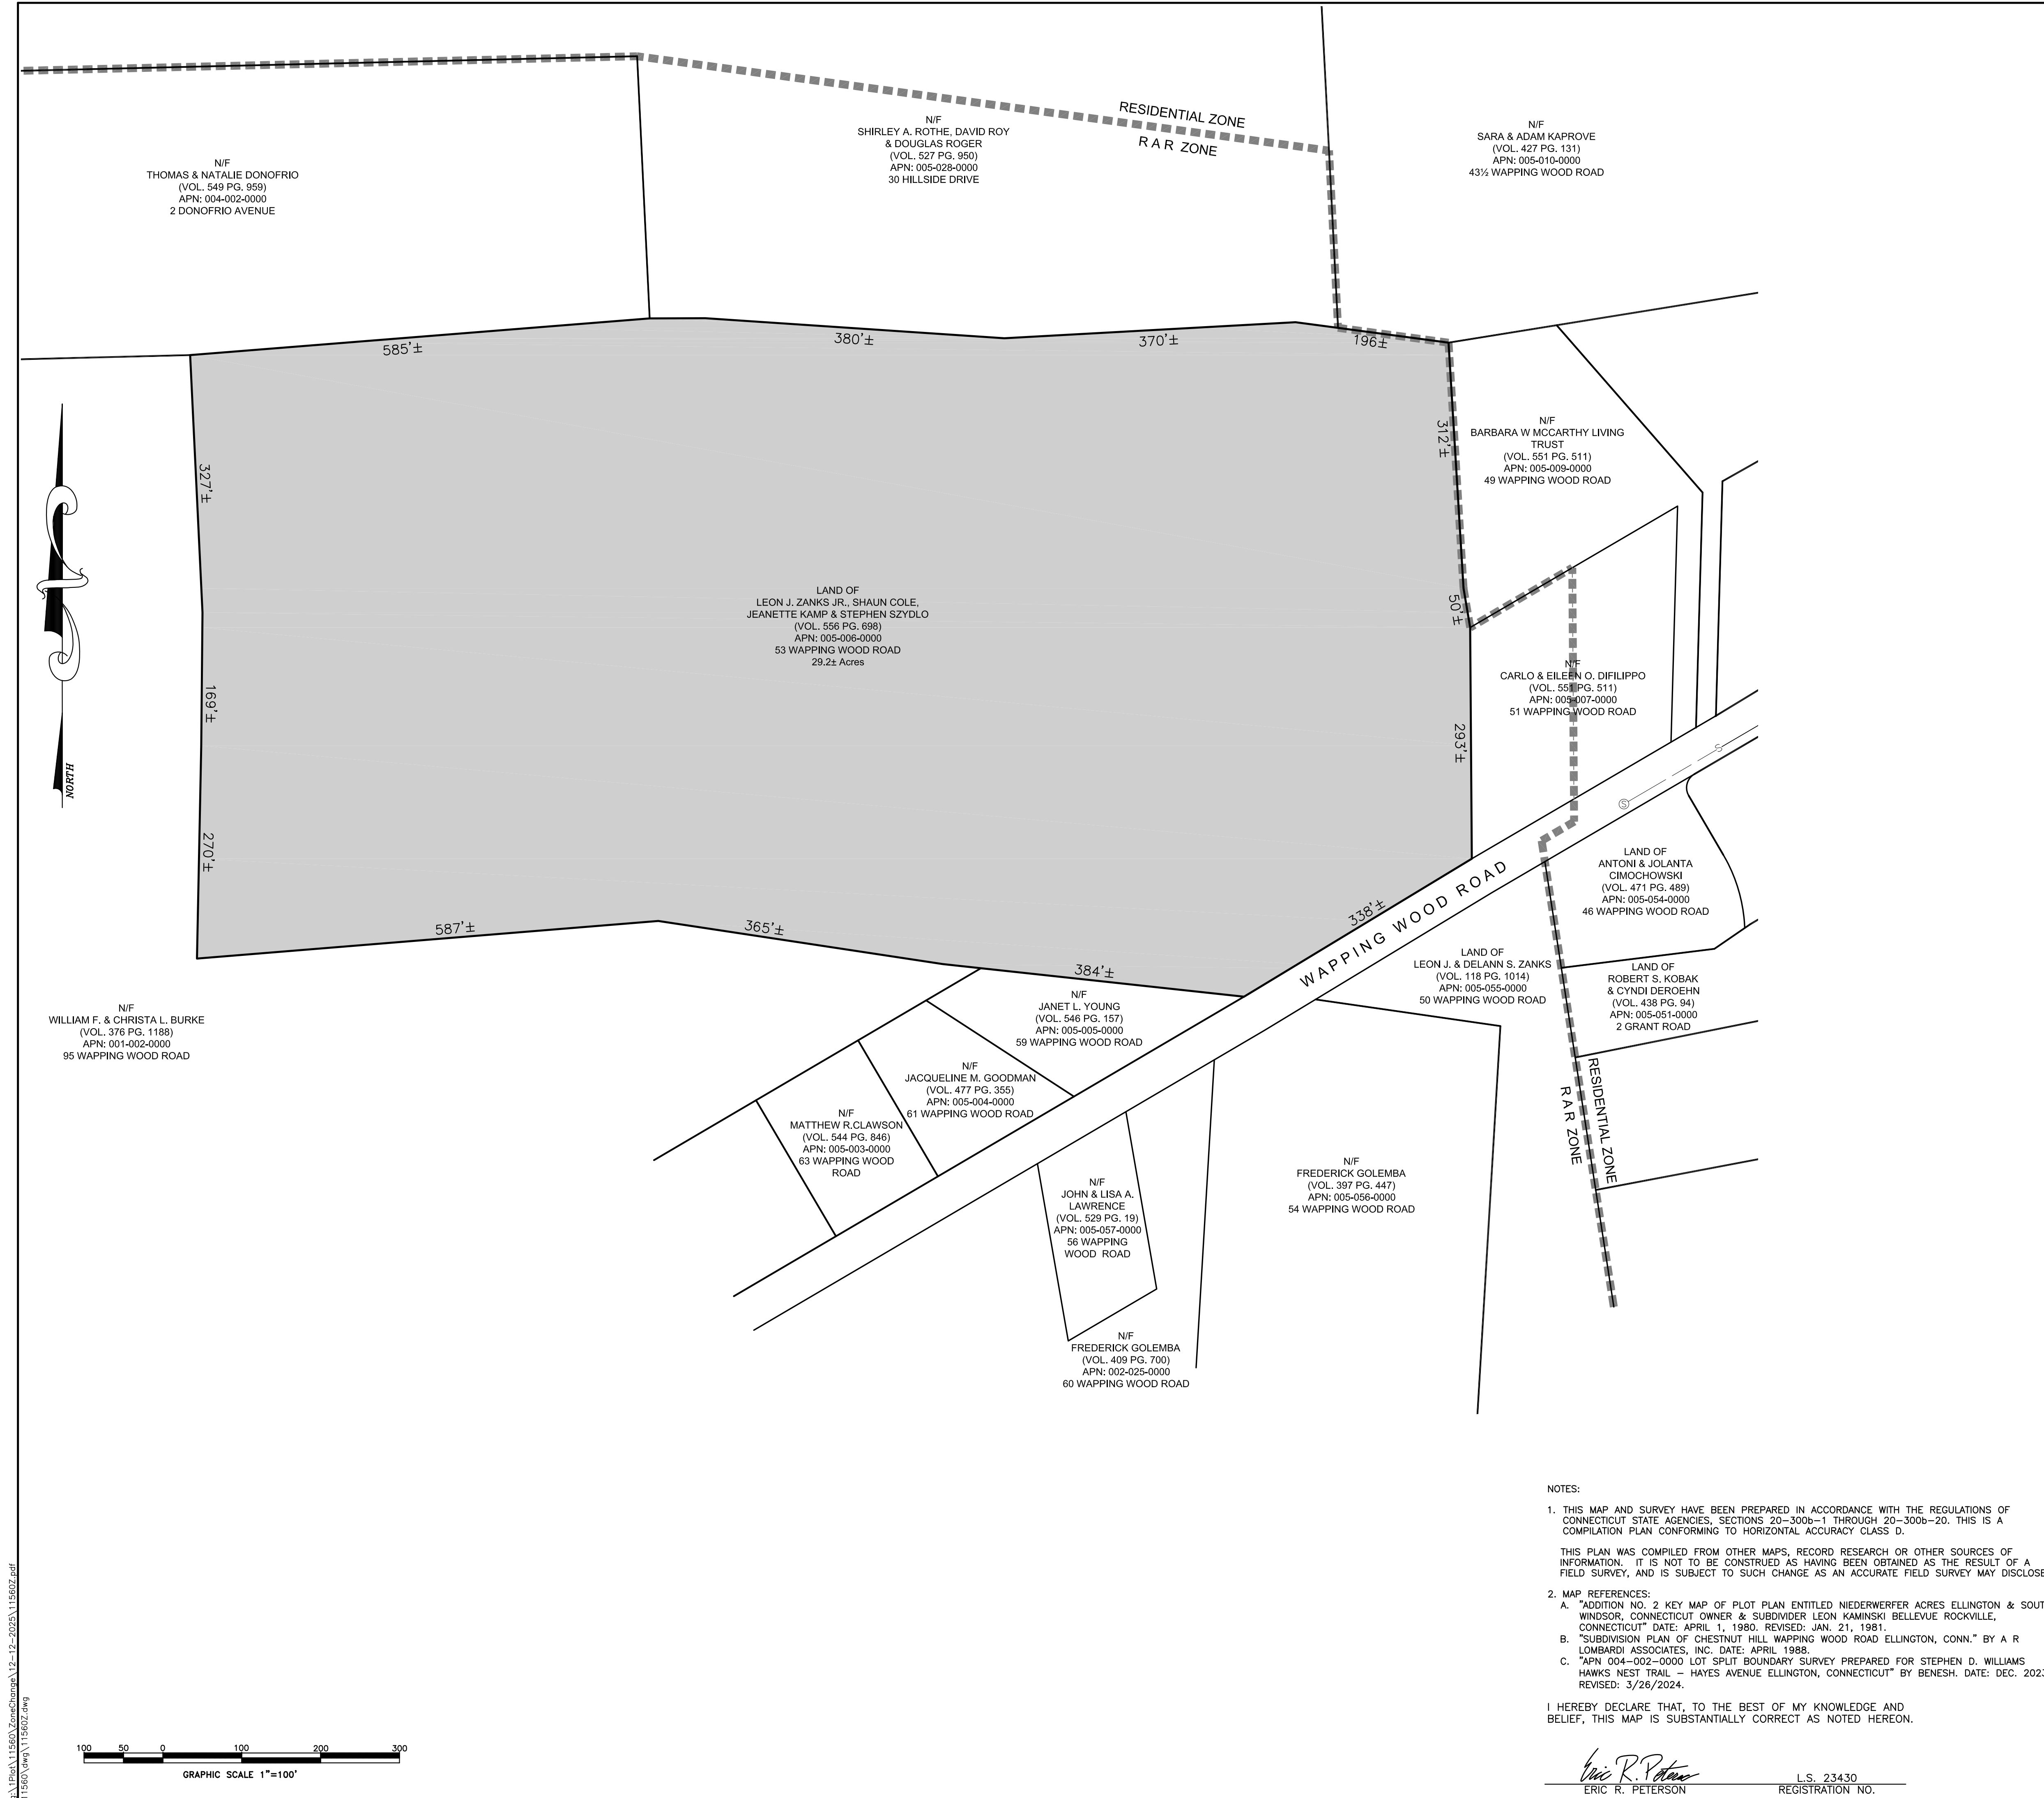 RESIDENTIAL ZONE
R A R ZONE
N/F
THOMAS & NATALIE DONOFRIO
(VOL. 549 PG. 959)
APN: 004-002-0000
2 DONOFRIO AVENUE
N/F
SHIRLEY A. ROTHE, DAVID ROY
& DOUGLAS ROGER
(VOL. 527 PG. 950)
APN: 005-028-0000
30 HILLSIDE DRIVE
N/F
SARA & ADAM KAPROVE
(VOL. 427 PG. 131)
APN: 005-010-0000
43½ WAPPING WOOD ROAD
585'±
380'±
370'±
196±
312'±
50'±
293'±
327'±
169'±
270'±
587'±
365'±
384'±
338'±
NORTH
N/F
BARBARA W MCCARTHY LIVING
TRUST
(VOL. 551 PG. 511)
APN: 005-009-0000
49 WAPPING WOOD ROAD
LAND OF
LEON J. ZANKS JR., SHAUN COLE,
JEANETTE KAMP & STEPHEN SZYDLO
(VOL. 556 PG. 698)
APN: 005-006-0000
53 WAPPING WOOD ROAD
29.2± Acres
N/F
CARLO & EILEEN O. DIFILIPPO
(VOL. 551 PG. 511)
APN: 005-007-0000
51 WAPPING WOOD ROAD
S
S
WAPPING WOOD ROAD
LAND OF
ANTONI & JOLANTA
CIMOCHOWSKI
(VOL. 471 PG. 489)
APN: 005-054-0000
46 WAPPING WOOD ROAD
LAND OF
LEON J. & DELANN S. ZANKS
(VOL. 118 PG. 1014)
APN: 005-055-0000
50 WAPPING WOOD ROAD
LAND OF
ROBERT S. KOBAK
& CYNDI DEROEHN
(VOL. 438 PG. 94)
APN: 005-051-0000
2 GRANT ROAD
N/F
WILLIAM F. & CHRISTA L. BURKE
(VOL. 376 PG. 1188)
APN: 001-002-0000
95 WAPPING WOOD ROAD
N/F
JANET L. YOUNG
(VOL. 546 PG. 157)
APN: 005-005-0000
59 WAPPING WOOD ROAD
N/F
JACQUELINE M. GOODMAN
(VOL. 477 PG. 355)
APN: 005-004-0000
61 WAPPING WOOD ROAD
N/F
MATTHEW R.CLAWSON
(VOL. 544 PG. 846)
APN: 005-003-0000
63 WAPPING WOOD
ROAD
RESIDENTIAL ZONE
R A R ZONE
N/F
JOHN & LISA A.
LAWRENCE
(VOL. 529 PG. 19)
APN: 005-057-0000
56 WAPPING
WOOD ROAD
N/F
FREDERICK GOLEMBA
(VOL. 397 PG. 447)
APN: 005-056-0000
54 WAPPING WOOD ROAD
N/F
FREDERICK GOLEMBA
(VOL. 409 PG. 700)
APN: 002-025-0000
60 WAPPING WOOD ROAD
NOTES:
1. THIS MAP AND SURVEY HAVE BEEN PREPARED IN ACCORDANCE WITH THE REGULATIONS OF
CONNECTICUT STATE AGENCIES, SECTIONS 20-300b-1 THROUGH 20-300b-20. THIS IS A
COMPILATION PLAN CONFORMING TO HORIZONTAL ACCURACY CLASS D.
THIS PLAN WAS COMPILED FROM OTHER MAPS, RECORD RESEARCH OR OTHER SOURCES OF
INFORMATION. IT IS NOT TO BE CONSTRUED AS HAVING BEEN OBTAINED AS THE RESULT OF A
FIELD SURVEY, AND IS SUBJECT TO SUCH CHANGE AS AN ACCURATE FIELD SURVEY MAY DISCLOSE
2. MAP REFERENCES:
A. "ADDITION NO. 2 KEY MAP OF PLOT PLAN ENTITLED NIEDERWERFER ACRES ELLINGTON & SOUT
WINDSOR, CONNECTICUT OWNER & SUBDIVIDER LEON KAMINSKI BELLEVUE ROCKVILLE,
CONNECTICUT" DATE: APRIL 1, 1980. REVISED: JAN. 21, 1981.
B. "SUBDIVISION PLAN OF CHESTNUT HILL WAPPING WOOD ROAD ELLINGTON, CONN." BY A R
LOMBARDI ASSOCIATES, INC. DATE: APRIL 1988.
C. "APN 004-002-0000 LOT SPLIT BOUNDARY SURVEY PREPARED FOR STEPHEN D. WILLIAMS
HAWKS NEST TRAIL - HAYES AVENUE ELLINGTON, CONNECTICUT" BY BENESH. DATE: DEC. 2023
REVISED: 3/26/2024.
I HEREBY DECLARE THAT, TO THE BEST OF MY KNOWLEDGE AND
BELIEF, THIS MAP IS SUBSTANTIALLY CORRECT AS NOTED HEREON.
Eric R. Peterson
L.S. 23430
ERIC R. PETERSON
REGISTRATION NO.
100 50 0 100 200 300
GRAPHIC SCALE 1"=100'
:\1Plot\11560\ZoneChange\12-12-2025\11560Z.pdf
11560\dwg\11560Z.dwg